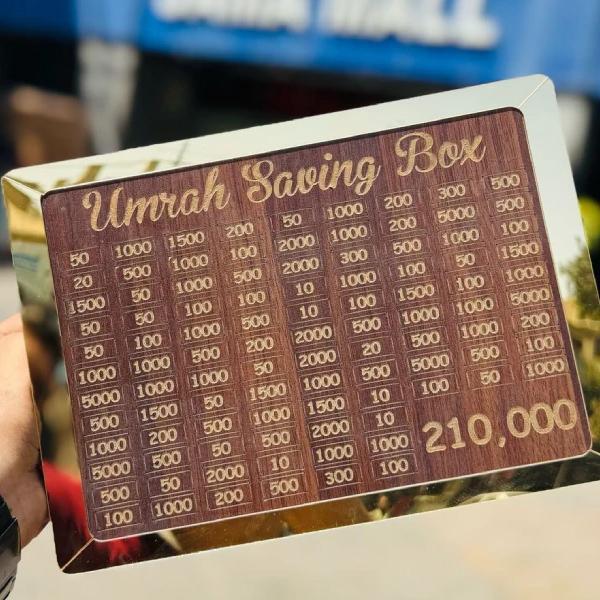 JAMA MALL
Umrah Saving Box
50 1000 1500 200 50 1000 200 300 500
20 500 1000 100 2000 1000 200 5000 500
1500 50 100 500 2000 300 500 1000 100
50 50 100 100 10 1000 100 50 1500
50 100 1000 500 10 100 1500 100 1000
1000 1000 500 200 2000 500 1000 1000 5000
5000 1000 1000 50 2000 20 500 1000 200
500 1500 50 1000 1000 500 5000 500 100
1000 200 500 50 1500 10 100 50 1000
5000 500 50 500 2000 10
500 50 2000 10 1000 1000
100 1000 200 500 300 100
210,000